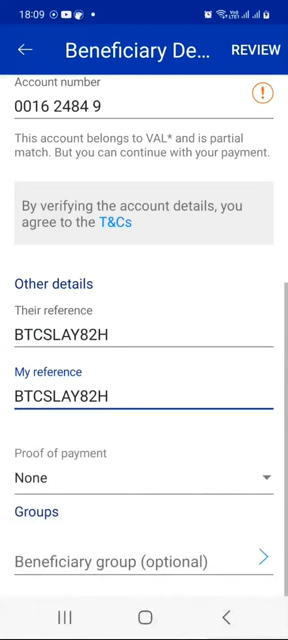 18:09
Beneficiary De...
REVIEW
Account number
0016 2484 9
This account belongs to VAL* and is partial
match. But you can continue with your payment.
By verifying the account details, you
agree to the T&Cs
Other details
Their reference
BTCSLAY82H
My reference
BTCSLAY82H
Proof of payment
None
Groups
Beneficiary group (optional)